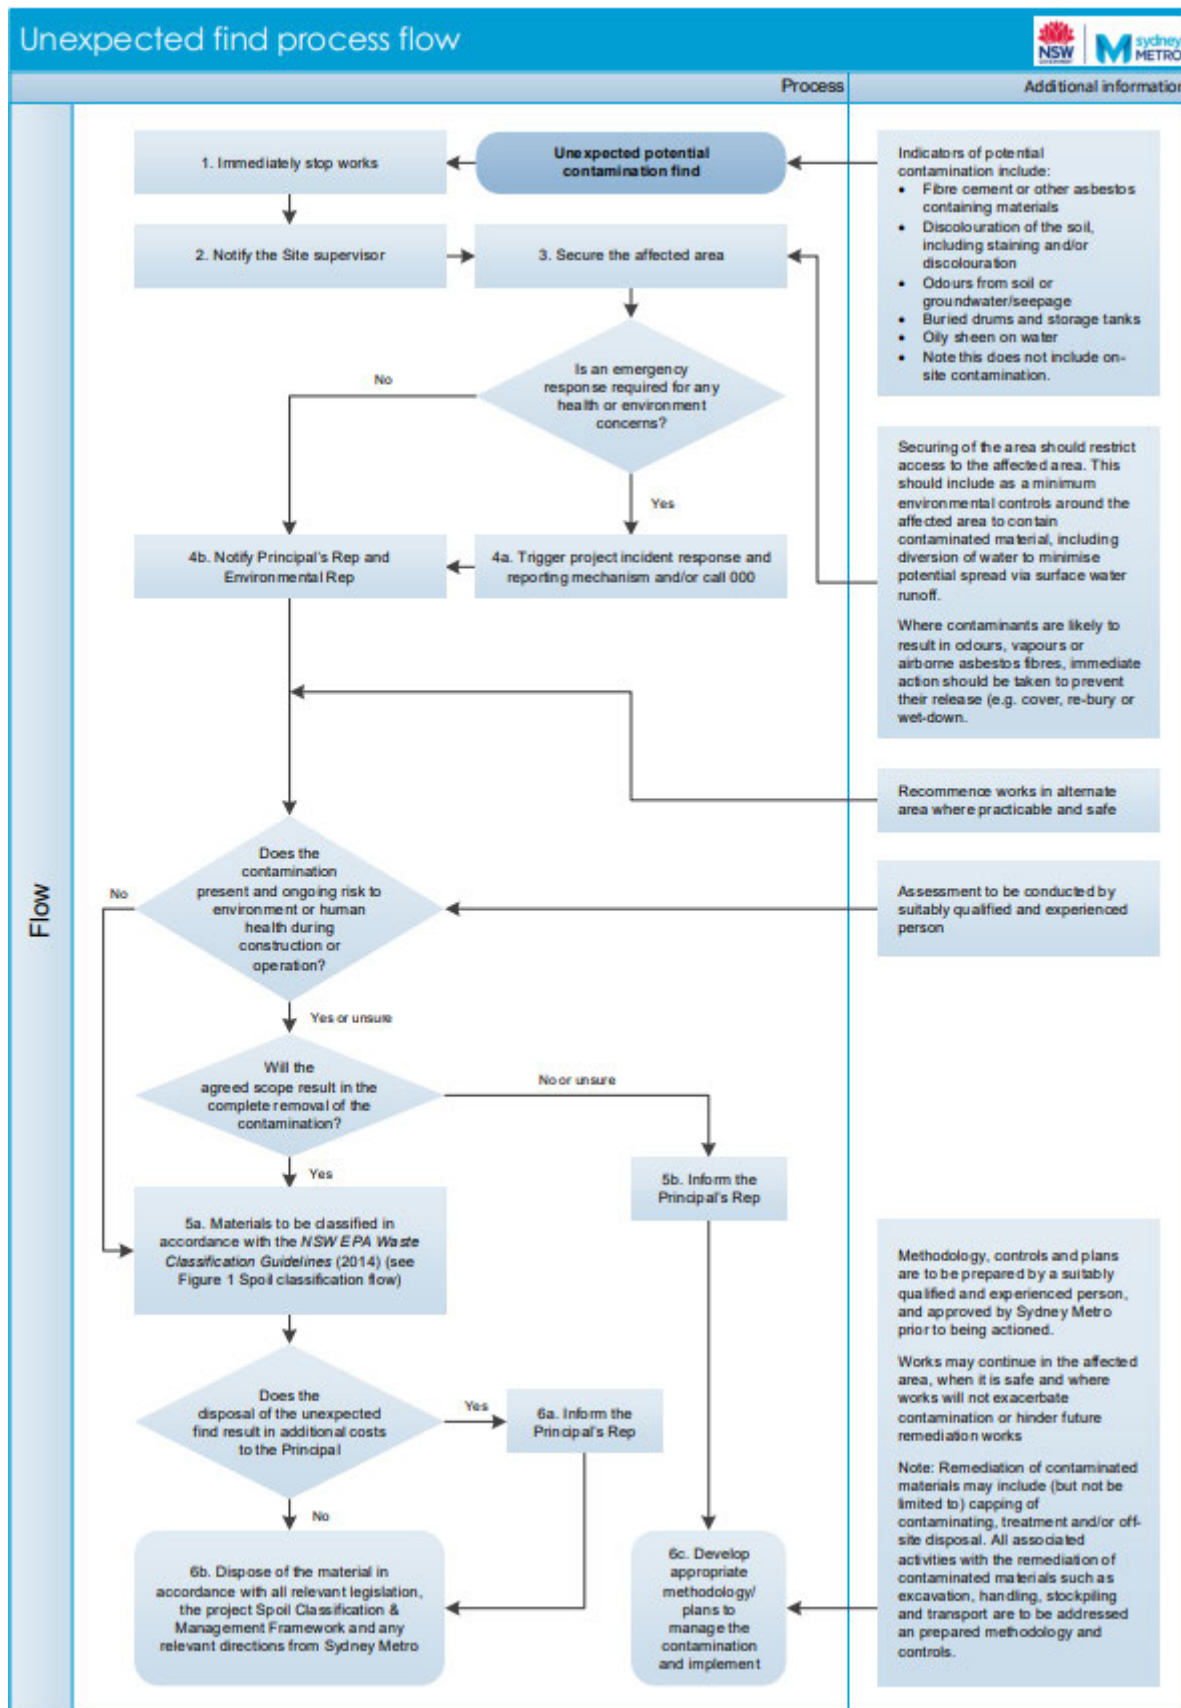 Unexpected find process flow
NSW
GOVERNMENT
sydney
METRO
Process
Additional information
Flow
Unexpected potential
contamination find
1. Immediately stop works
2. Notify the Site supervisor
3. Secure the affected area
Is an emergency
response required for any
health or environment
concerns?
No
Yes
4b. Notify Principal's Rep and
Environmental Rep
4a. Trigger project incident response and
reporting mechanism and/or call 000
Does the
contamination
present and ongoing risk to
environment or human
health during
construction or
operation?
No
Yes or unsure
Will the
agreed scope result in the
complete removal of the
contamination?
No or unsure
Yes
5b. Inform the
Principal's Rep
5a. Materials to be classified in
accordance with the NSW EPA Waste
Classification Guidelines (2014) (see
Figure 1 Spoil classification flow)
Does the
disposal of the unexpected
find result in additional costs
to the Principal
Yes
6a. Inform the
Principal's Rep
No
6b. Dispose of the material in
accordance with all relevant legislation,
the project Spoil Classification &
Management Framework and any
relevant directions from Sydney Metro
6c. Develop
appropriate
methodology/
plans to
manage the
contamination
and implement
Indicators of potential
contamination include:
• Fibre cement or other asbestos
containing materials
• Discolouration of the soil,
including staining and/or
discolouration
• Odours from soil or
groundwater/seepage
• Buried drums and storage tanks
• Oily sheen on water
• Note this does not include on-
site contamination.
Securing of the area should restrict
access to the affected area. This
should include as a minimum
environmental controls around the
affected area to contain
contaminated material, including
diversion of water to minimise
potential spread via surface water
runoff.
Where contaminants are likely to
result in odours, vapours or
airborne asbestos fibres, immediate
action should be taken to prevent
their release (e.g. cover, re-bury or
wet-down.
Recommence works in alternate
area where practicable and safe
Assessment to be conducted by
suitably qualified and experienced
person
Methodology, controls and plans
are to be prepared by a suitably
qualified and experienced person,
and approved by Sydney Metro
prior to being actioned.
Works may continue in the affected
area, when it is safe and where
works will not exacerbate
contamination or hinder future
remediation works
Note: Remediation of contaminated
materials may include (but not be
limited to) capping of
contaminating, treatment and/or off-
site disposal. All associated
activities with the remediation of
contaminated materials such as
excavation, handling, stockpiling
and transport are to be addressed
an prepared methodology and
controls.